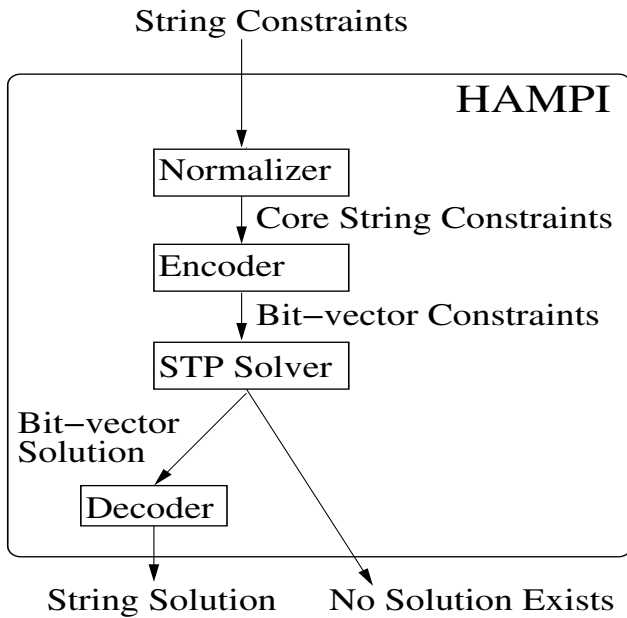 String Constraints
HAMPI
Normalizer
Core String Constraints
Encoder
Bit−vector Constraints
STP Solver
Bit−vector
Solution
Decoder
String Solution
No Solution Exists